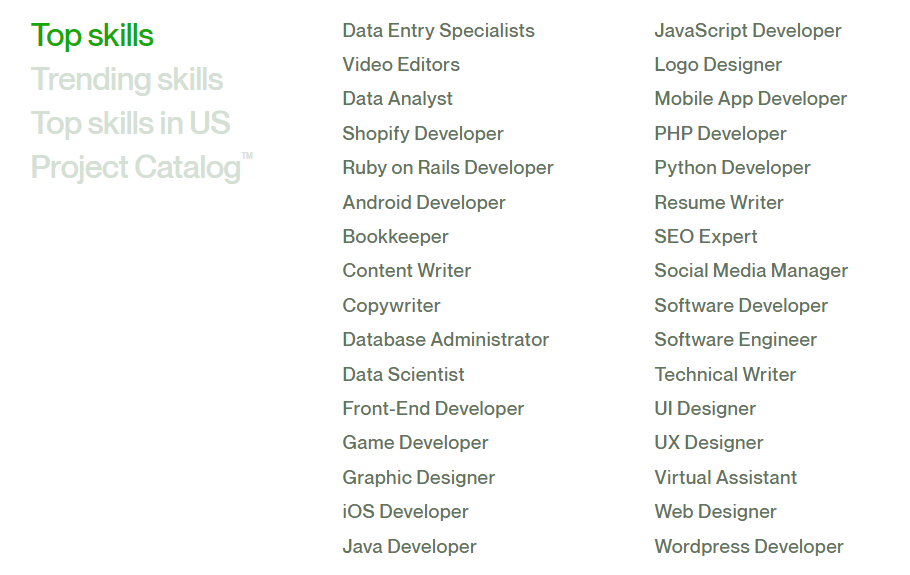 Top skills
Trending skills
Top skills in US
Project Catalog™
Data Entry Specialists
Video Editors
Data Analyst
Shopify Developer
Ruby on Rails Developer
Android Developer
Bookkeeper
Content Writer
Copywriter
Database Administrator
Data Scientist
Front-End Developer
Game Developer
Graphic Designer
iOS Developer
Java Developer
JavaScript Developer
Logo Designer
Mobile App Developer
PHP Developer
Python Developer
Resume Writer
SEO Expert
Social Media Manager
Software Developer
Software Engineer
Technical Writer
UI Designer
UX Designer
Virtual Assistant
Web Designer
Wordpress Developer